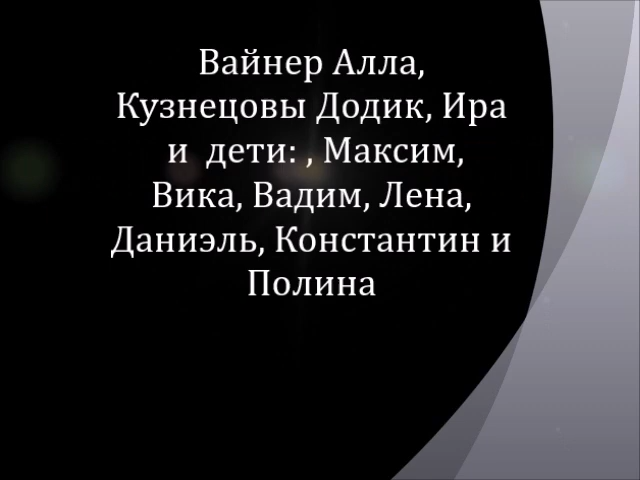 Вайнер Алла,
Кузнецовы Додик, Ира
и  дети: , Максим,
Вика, Вадим, Лена,
Даниэль, Константин и
Полина